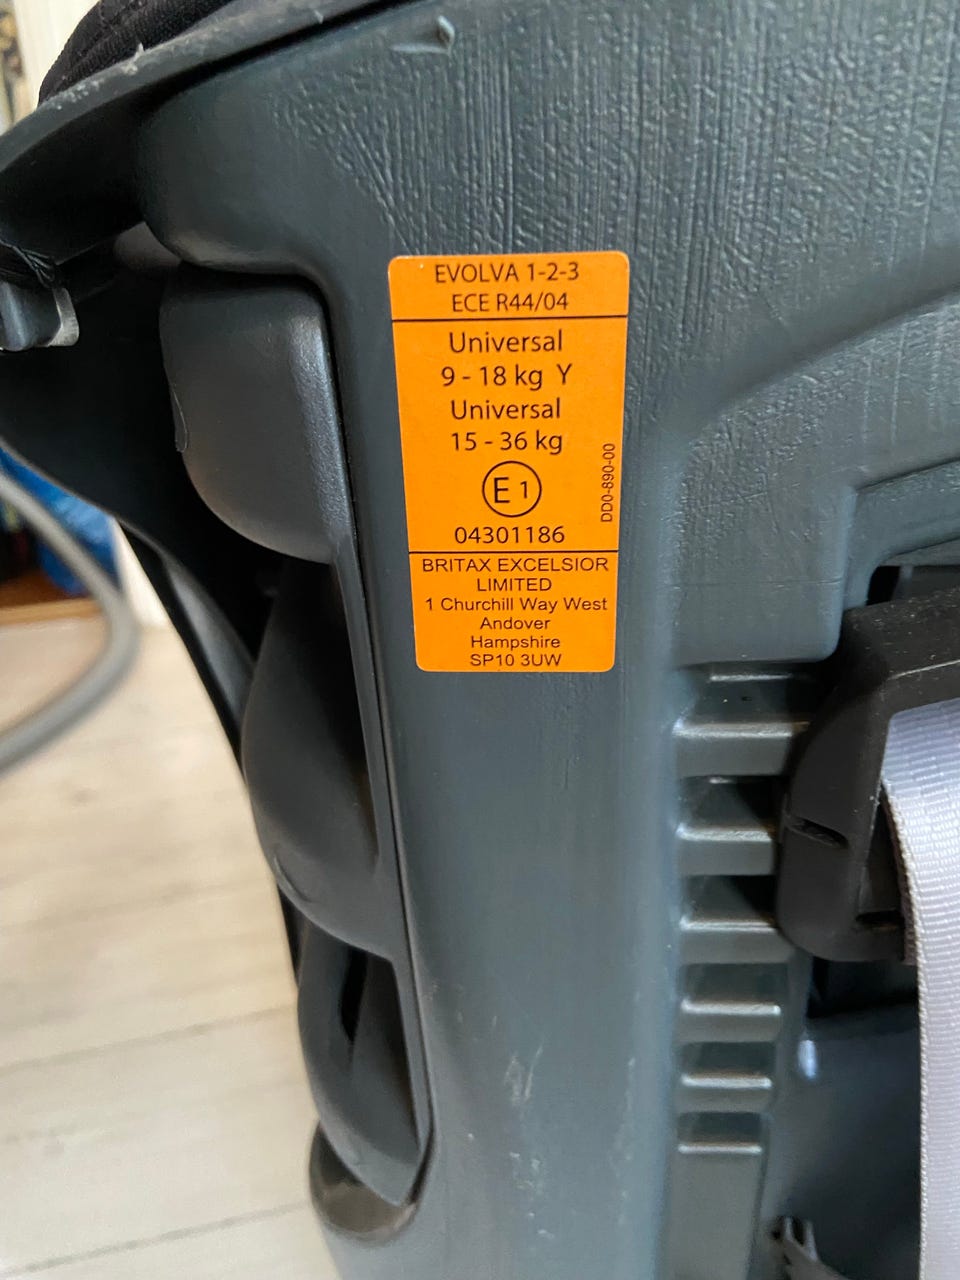 EVOLVA 1-2-3
ECE R44/04
Universal
9 - 18 kg Y
Universal
15 - 36 kg
E 1
04301186
DD0-890-00
BRITAX EXCELSIOR
LIMITED
1 Churchill Way West
Andover
Hampshire
SP10 3UW